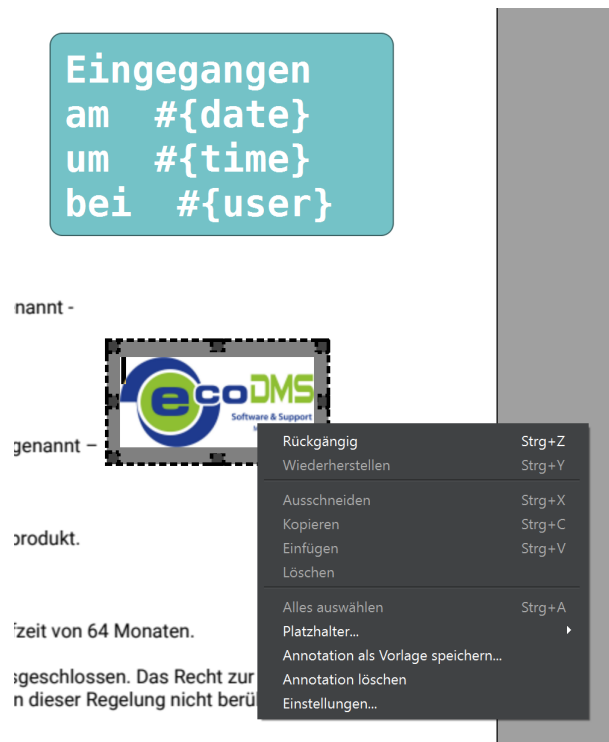 Eingegangen
am #{date}
um #{time}
bei #{user}
nannt -
ecoDMS
Software & Support
genannt –
Rückgängig Strg+Z
Wiederherstellen Strg+Y
Ausschneiden Strg+X
Kopieren Strg+C
produkt.
Einfügen Strg+V
Löschen
Alles auswählen Strg+A
fzeit von 64 Monaten.
Platzhalter...
Annotation als Vorlage speichern...
sgeschlossen. Das Recht zur
Annotation löschen
n dieser Regelung nicht berü
Einstellungen...